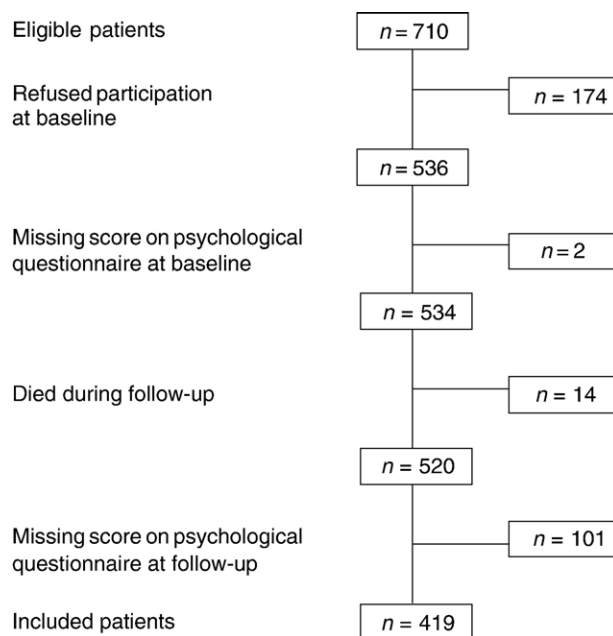 Eligible patients
n = 710
Refused participation
at baseline
n = 174
n = 536
Missing score on psychological
questionnaire at baseline
n = 2
n = 534
Died during follow-up
n = 14
n = 520
Missing score on psychological
questionnaire at follow-up
n = 101
Included patients
n = 419